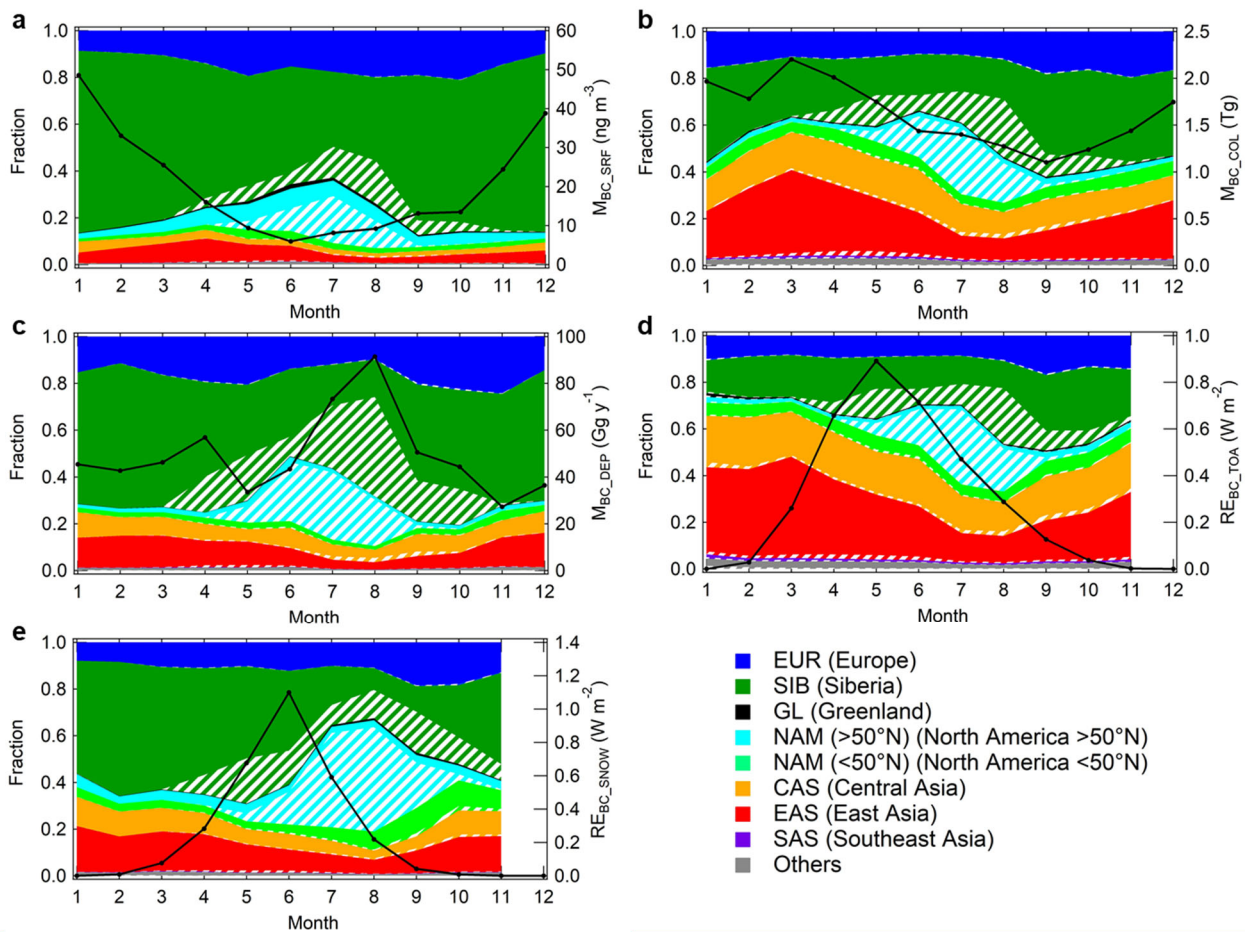 a
1.0
0.8
0.6
0.4
0.2
0.0
Fraction
1 2 3 4 5 6 7 8 9 10 11 12
Month
60
50
40
30
20
10
0
M_BC_SRF (ng m⁻³)
b
1.0
0.8
0.6
0.4
0.2
0.0
Fraction
1 2 3 4 5 6 7 8 9 10 11 12
Month
2.5
2.0
1.5
1.0
0.5
0.0
M_BC_COL (Tg)
c
1.0
0.8
0.6
0.4
0.2
0.0
Fraction
1 2 3 4 5 6 7 8 9 10 11 12
Month
100
80
60
40
20
0
M_BC_DEP (Gg y⁻¹)
d
1.0
0.8
0.6
0.4
0.2
0.0
Fraction
1 2 3 4 5 6 7 8 9 10 11 12
Month
1.0
0.8
0.6
0.4
0.2
0.0
RE_BC_TOA (W m⁻²)
e
1.0
0.8
0.6
0.4
0.2
0.0
Fraction
1 2 3 4 5 6 7 8 9 10 11 12
Month
1.4
1.2
1.0
0.8
0.6
0.4
0.2
0.0
RE_BC_SNOW (W m⁻²)
EUR (Europe)
SIB (Siberia)
GL (Greenland)
NAM (>50°N) (North America >50°N)
NAM (<50°N) (North America <50°N)
CAS (Central Asia)
EAS (East Asia)
SAS (Southeast Asia)
Others